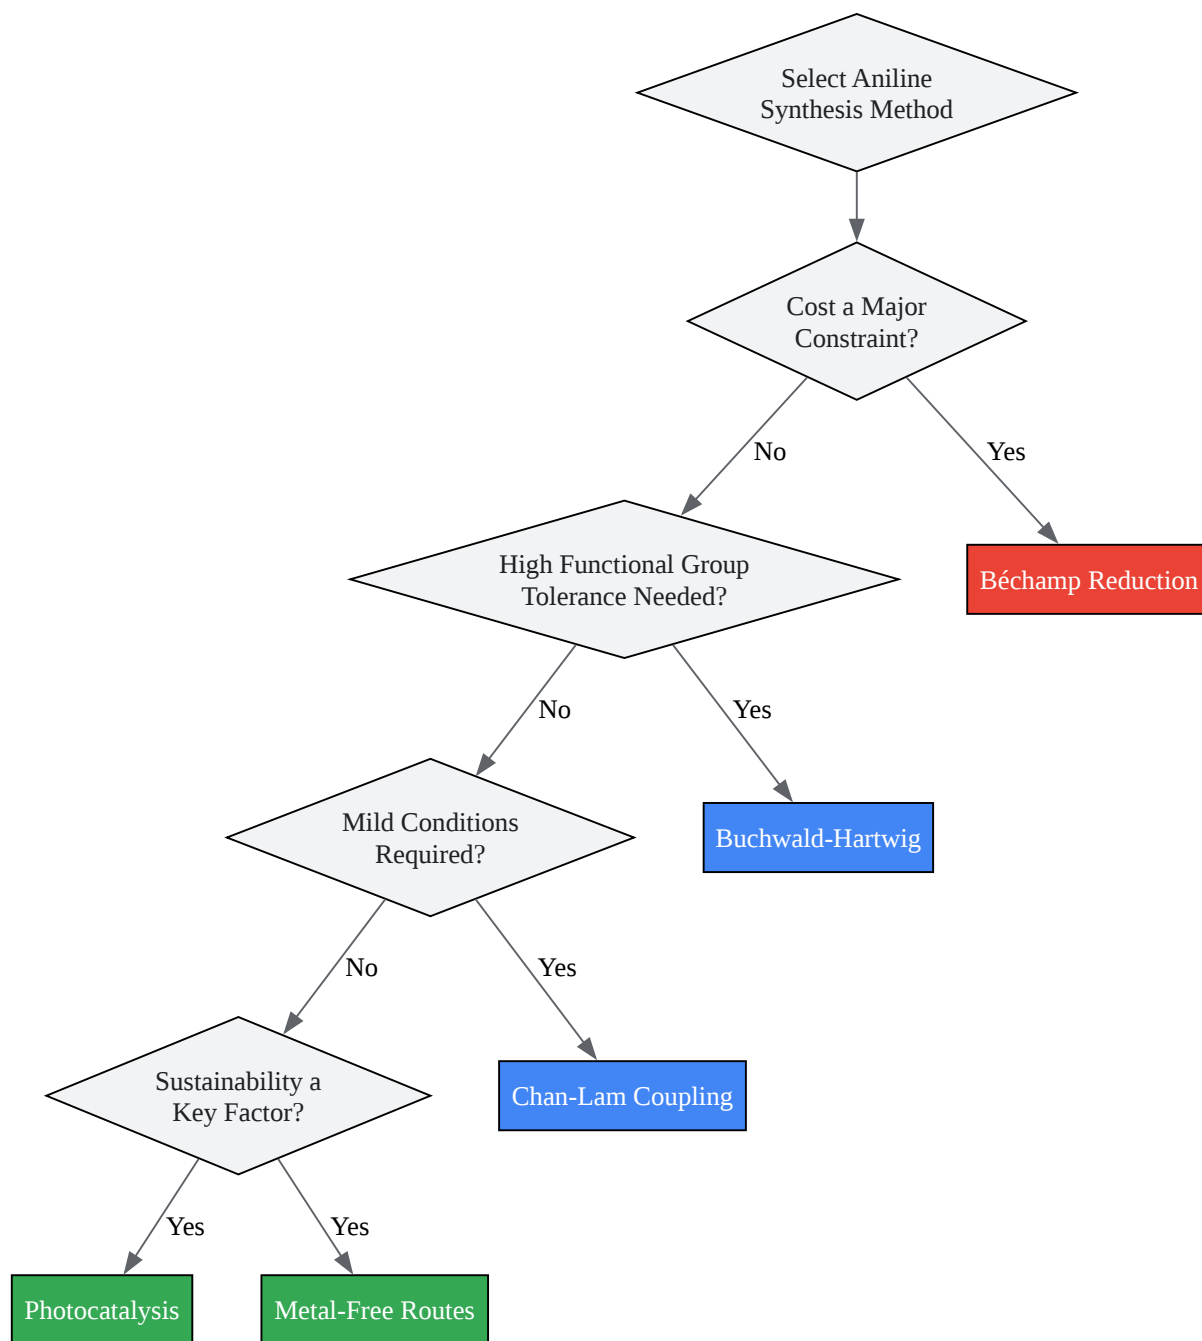 Select Aniline
Synthesis Method
Cost a Major
Constraint?
No
Yes
High Functional Group
Tolerance Needed?
Béchamp Reduction
No
Yes
Mild Conditions
Required?
Buchwald-Hartwig
No
Yes
Sustainability a
Key Factor?
Chan-Lam Coupling
Yes
Yes
Photocatalysis
Metal-Free Routes